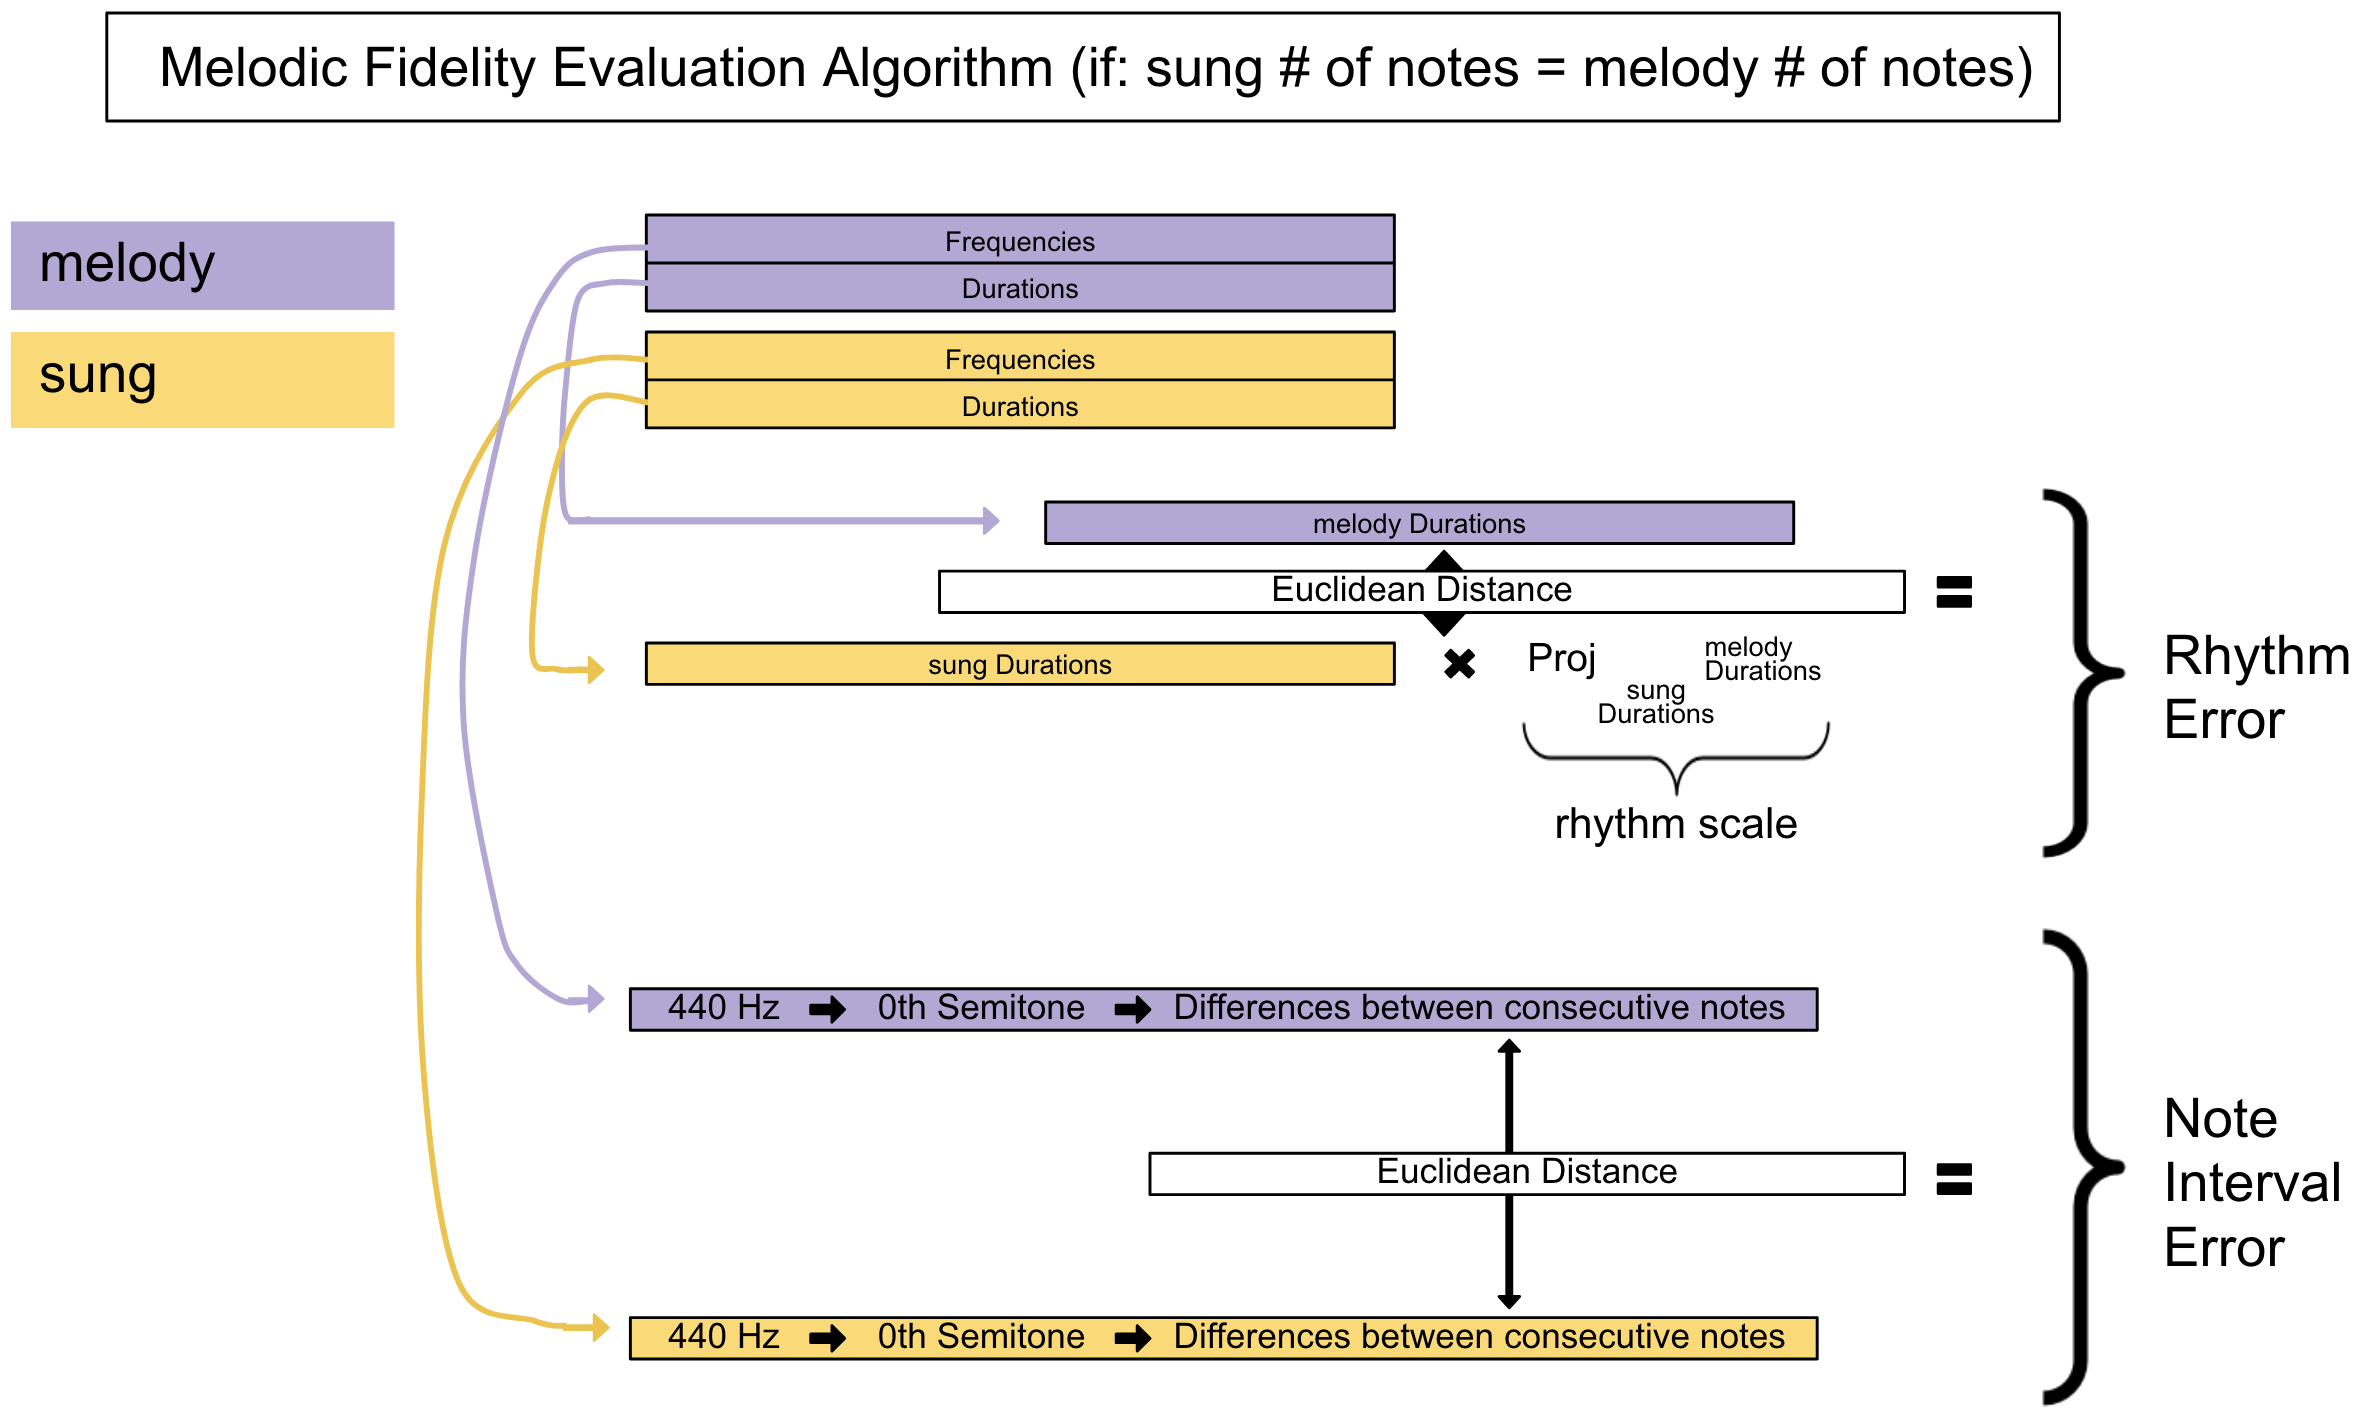 Melodic Fidelity Evaluation Algorithm (if: sung # of notes = melody # of notes)
melody
sung
Frequencies
Durations
Frequencies
Durations
melody Durations
Euclidean Distance
=
sung Durations
✖
Proj
melody
Durations
sung
Durations
rhythm scale
Rhythm
Error
440 Hz ➡ 0th Semitone ➡ Differences between consecutive notes
Euclidean Distance
=
440 Hz ➡ 0th Semitone ➡ Differences between consecutive notes
Note
Interval
Error